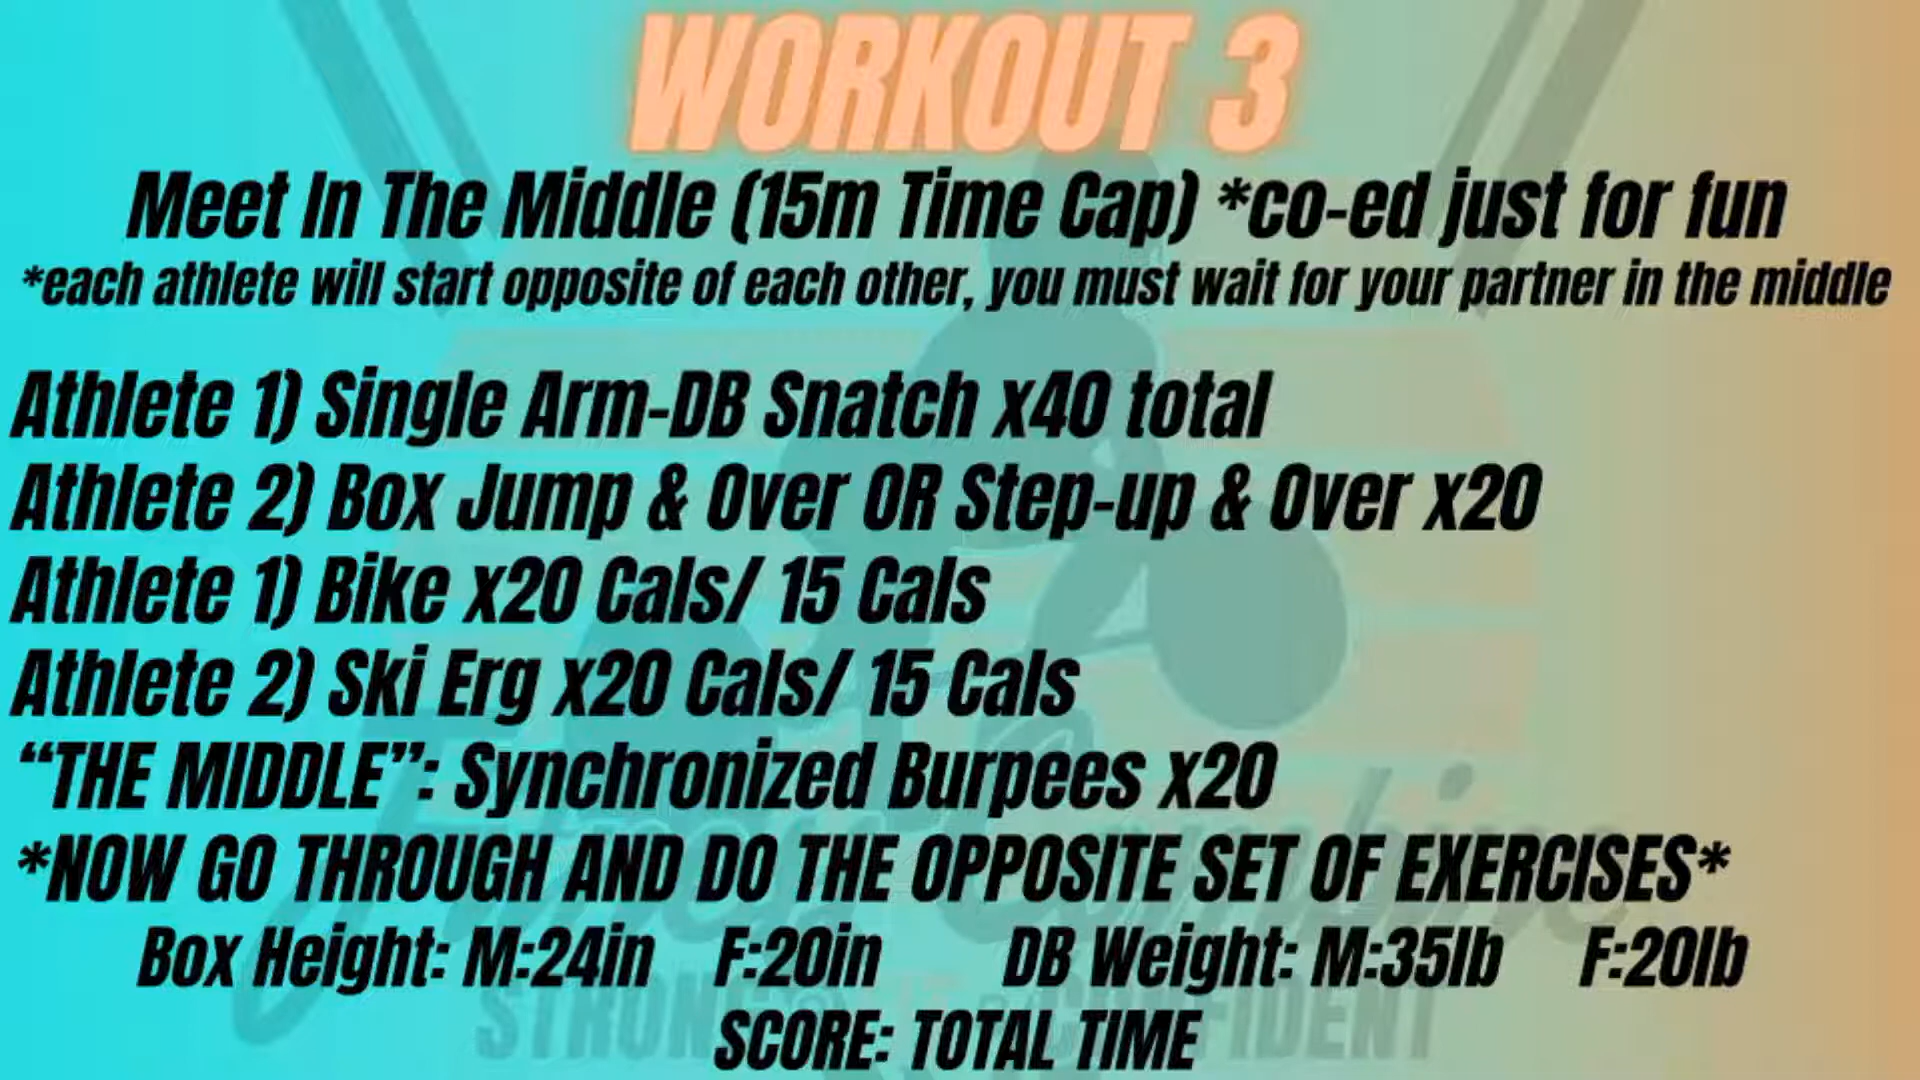 WORKOUT 3
Meet In The Middle (15m Time Cap) *co-ed just for fun
*each athlete will start opposite of each other, you must wait for your partner in the middle
Athlete 1) Single Arm-DB Snatch x40 total
Athlete 2) Box Jump & Over OR Step-up & Over x20
Athlete 1) Bike x20 Cals/ 15 Cals
Athlete 2) Ski Erg x20 Cals/ 15 Cals
“THE MIDDLE”: Synchronized Burpees x20
*NOW GO THROUGH AND DO THE OPPOSITE SET OF EXERCISES*
Box Height: M:24in F:20in DB Weight: M:35lb F:20lb
SCORE: TOTAL TIME